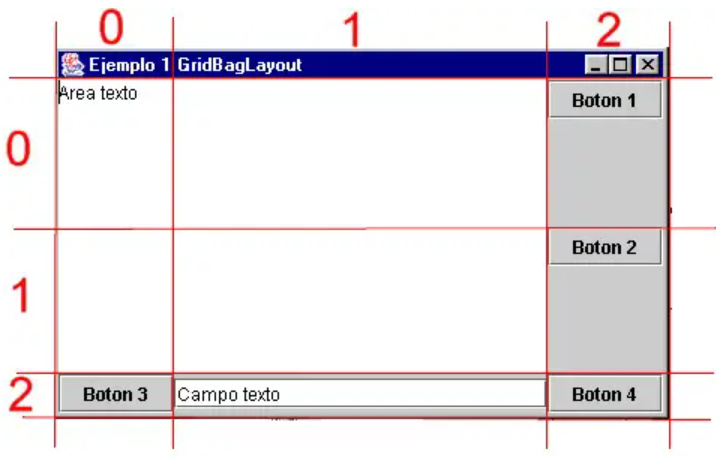 0 1 2
Ejemplo 1 GridBagLayout
Area texto Boton 1
0
Boton 2
1
2 Boton 3 Campo texto Boton 4